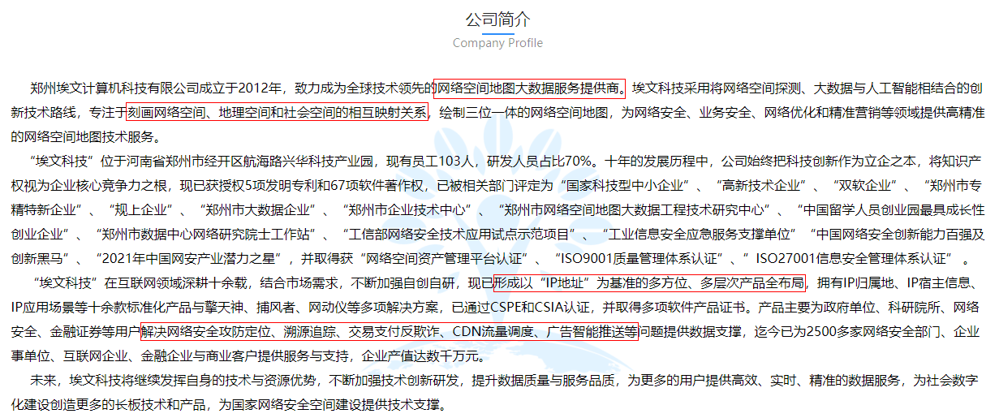 公司简介
Company Profile
郑州埃文计算机科技有限公司成立于2012年，致力成为全球技术领先的网络空间地图大数据服务提供商。埃文科技采用将网络空间探测、大数据与人工智能相结合的创
新技术路线，专注于刻画网络空间、地理空间和社会空间的相互映射关系，绘制三位一体的网络空间地图，为网络安全、业务安全、网络优化和精准营销等领域提供高精准
的网络空间地图技术服务。
“埃文科技”位于河南省郑州市经开区航海路兴华科技产业园，现有员工103人，研发人员占比70%。十年的发展历程中，公司始终把科技创新作为立企之本，将知识产
权视为企业核心竞争力之根，现已获授权5项发明专利和67项软件著作权，已被相关部门评定为“国家科技型中小企业”、“高新技术企业”、“双软企业”、“郑州市专
精特新企业”、“规上企业”、“郑州市大数据企业”、“郑州市企业技术中心”、“郑州市网络空间地图大数据工程技术研究中心”、“中国留学人员创业园最具成长性
创业企业”、“郑州市数据中心网络研究院士工作站”、“工信部网络安全技术应用试点示范项目”、“工业信息安全应急服务支撑单位”“中国网络安全创新能力百强及
创新黑马”、“2021年中国网安产业潜力之星”，并取得获“网络空间资产管理平台认证”、“ISO9001质量管理体系认证”、“ISO27001信息安全管理体系认证” 。
“埃文科技”在互联网领域深耕十余载，结合市场需求，不断加强自创自研，现已形成以“IP地址”为基准的多方位、多层次产品全布局，拥有IP归属地、IP宿主信息、
IP应用场景等十余款标准化产品与擎天神、捕风者、网动仪等多项解决方案，已通过CSPE和CSIA认证，并取得多项软件产品证书。产品主要为政府单位、科研院所、网络
安全、金融证券等用户解决网络安全攻防定位、溯源追踪、交易支付反欺诈、CDN流量调度、广告智能推送等问题提供数据支撑，迄今已为2500多家网络安全部门、企业
事单位、互联网企业、金融企业与商业客户提供服务与支持，企业产值达数千万元。
未来，埃文科技将继续发挥自身的技术与资源优势，不断加强技术创新研发，提升数据质量与服务品质，为更多的用户提供高效、实时、精准的数据服务，为社会数字
化建设创造更多的长板技术和产品，为国家网络安全空间建设提供技术支撑。